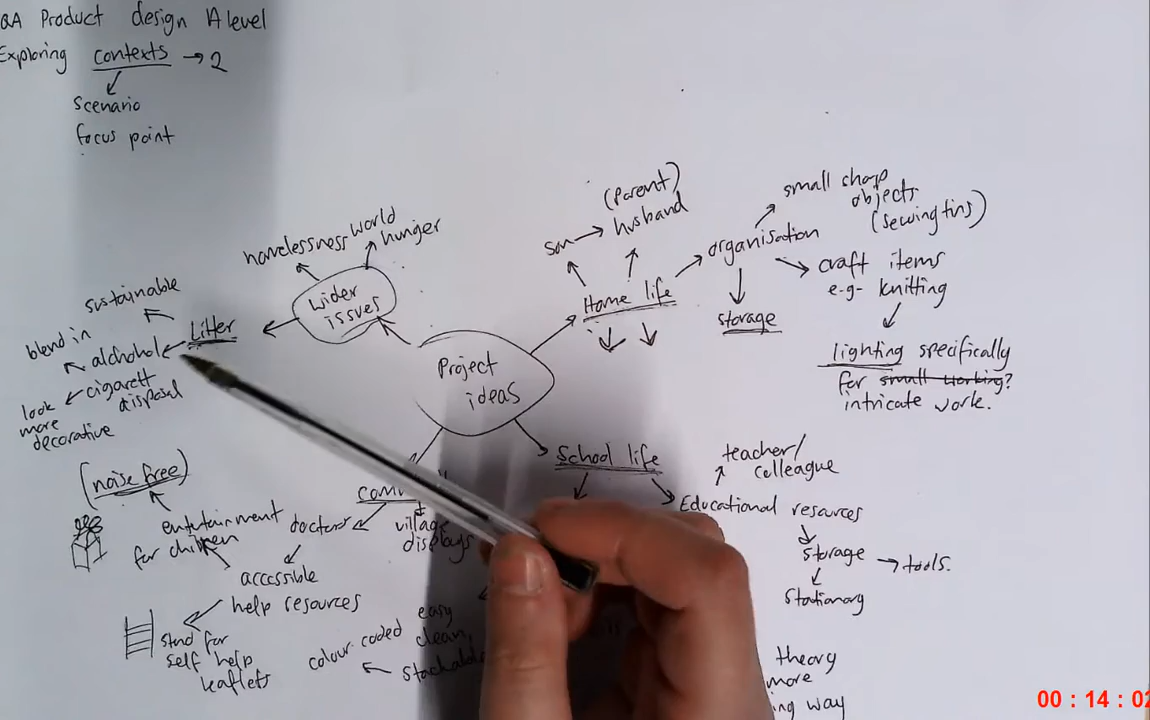 QA Product design A level
Exploring contexts → 2
scenario
focus point
Project
ideas
Wider
issues
homelessness
world
hunger
Litter
sustainable
alchohol
blend in
cigarett
disposal
look
more
decorative
Home life
son → husband
(parent)
organisation
small cheap
objects
(sewing tins)
storage
craft items
e-g- knitting
lighting specifically
for small working?
intricate work.
School life
teacher/
colleague
Educational resources
storage → tools.
stationary
theory
more
ing way
village
displays
doctors
entertainment
for children
(noise free)
accessible
help resources
stand for
self help
leaflets
easy
clean,
stackable
colour coded
00 : 14 : 02